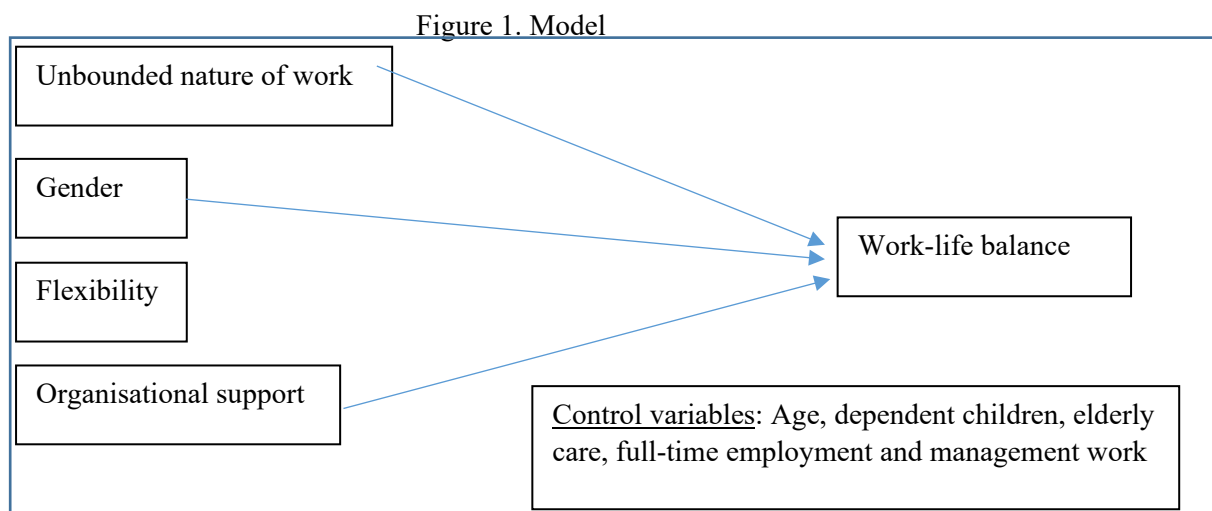 Figure 1. Model
Unbounded nature of work
Gender
Flexibility
Organisational support
Work-life balance
Control variables: Age, dependent children, elderly
care, full-time employment and management work